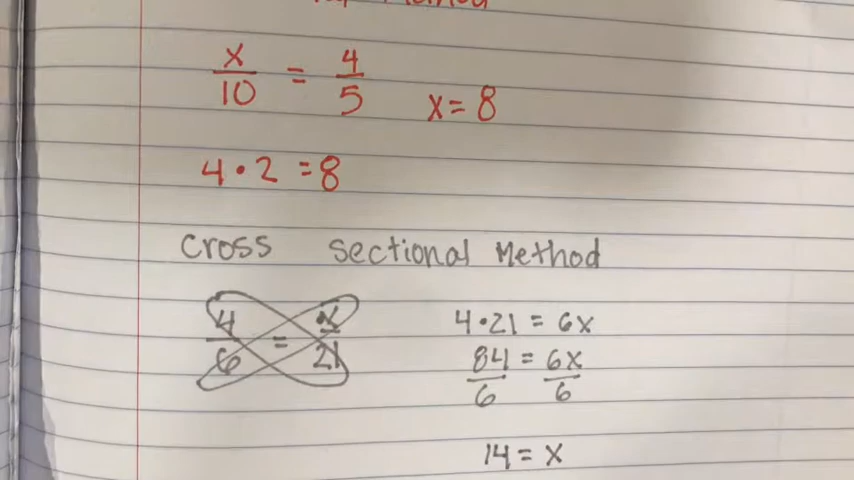 Method
x/10 = 4/5 x = 8
4 • 2 = 8
Cross Sectional Method
4/6 = x/21 4 • 21 = 6x
84/6 = 6x/6
14 = x